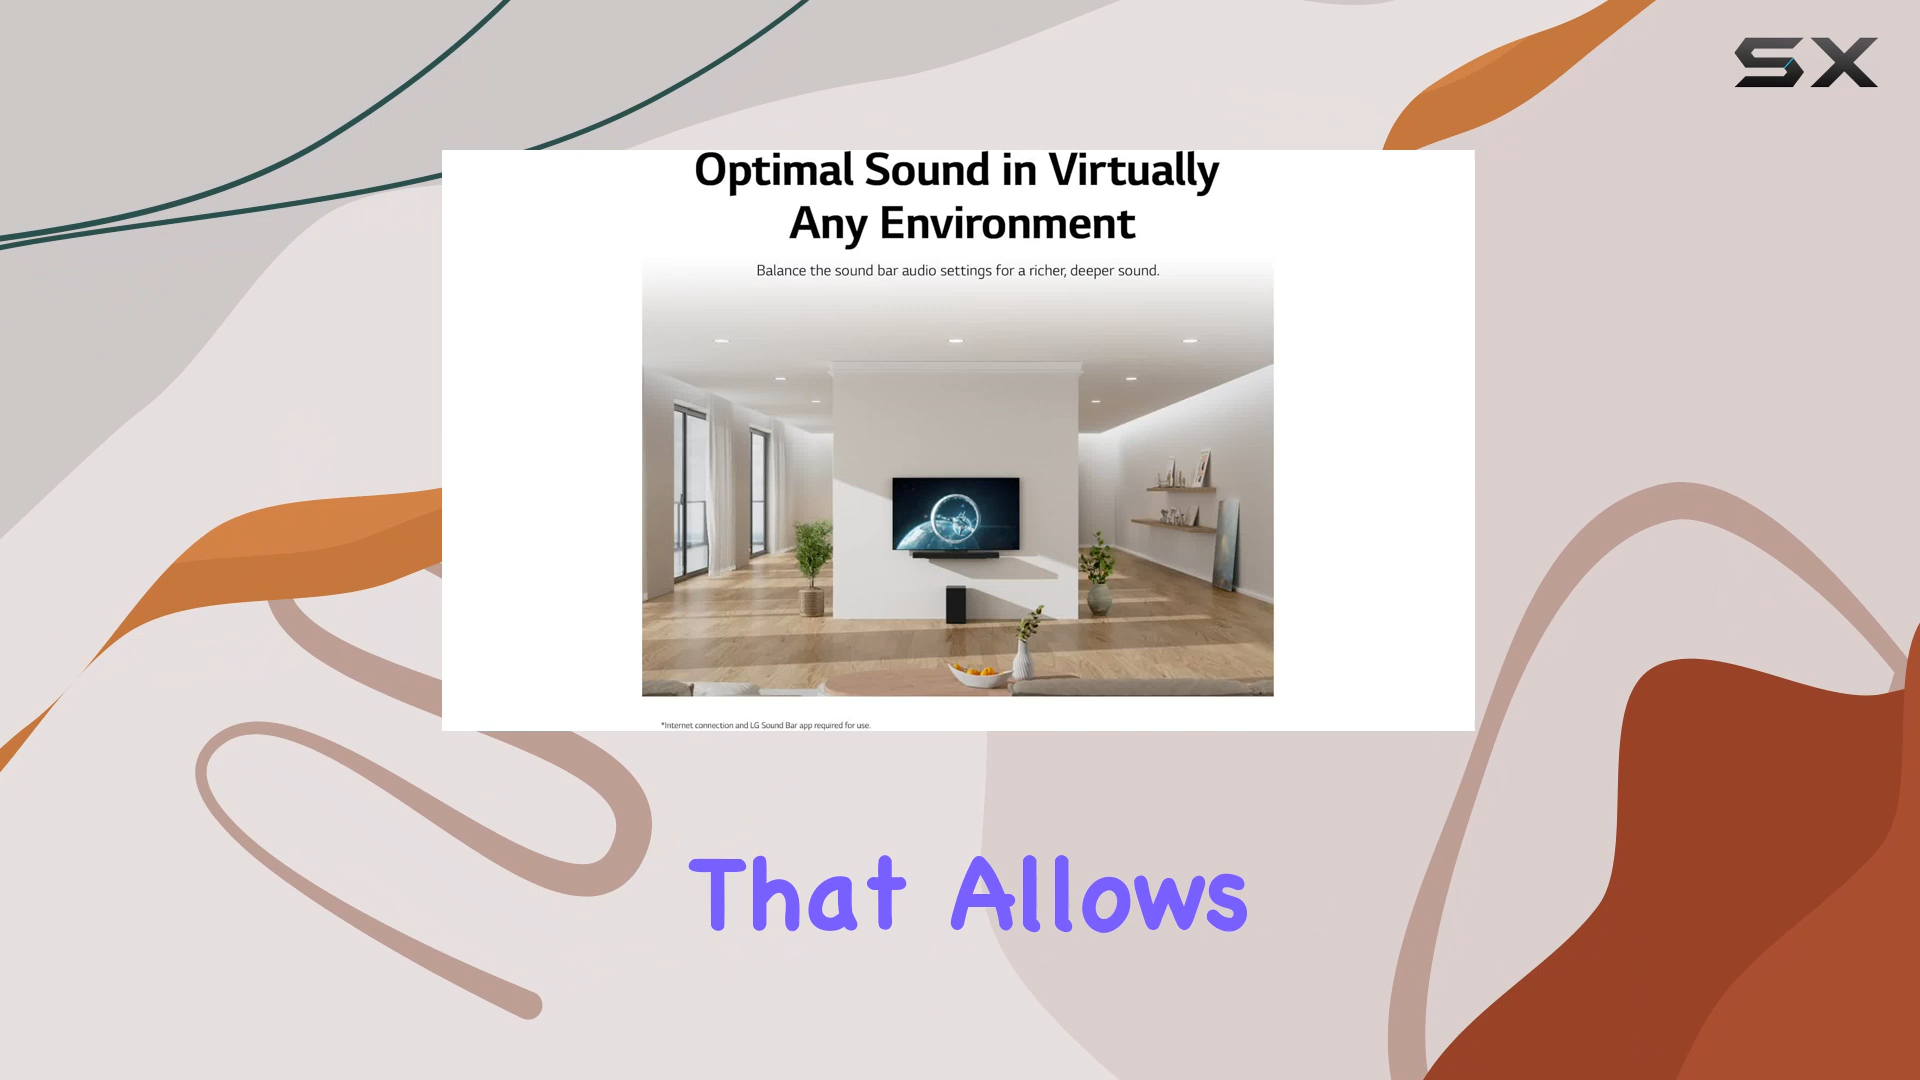 SX
Optimal Sound in Virtually
Any Environment
Balance the sound bar audio settings for a richer, deeper sound.
*Internet connection and LG Sound Bar app required for use.
That Allows